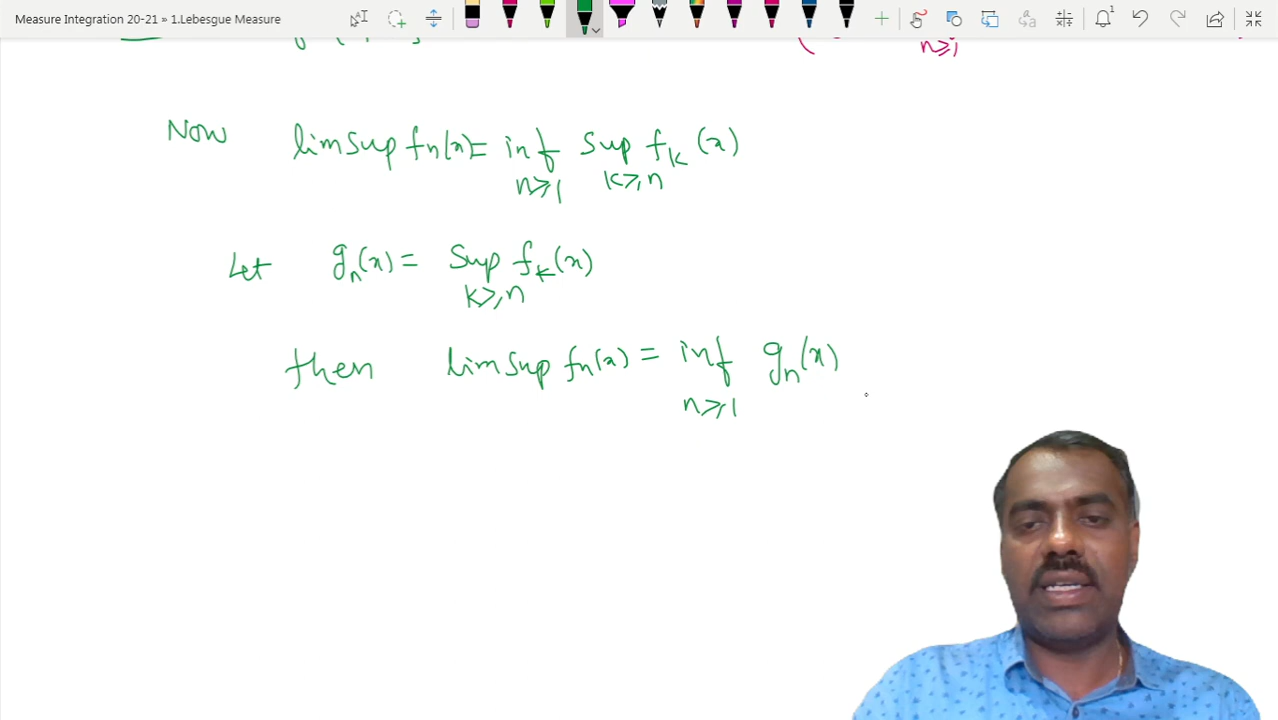 Measure Integration 20-21 » 1.Lebesgue Measure
n⩾1
Now limsup fn(x) = inf sup fk (x)
n⩾1 k⩾n
Let gn(x) = Sup fk(x)
k⩾n
then limsup fn(x) = inf gn(x)
n⩾1